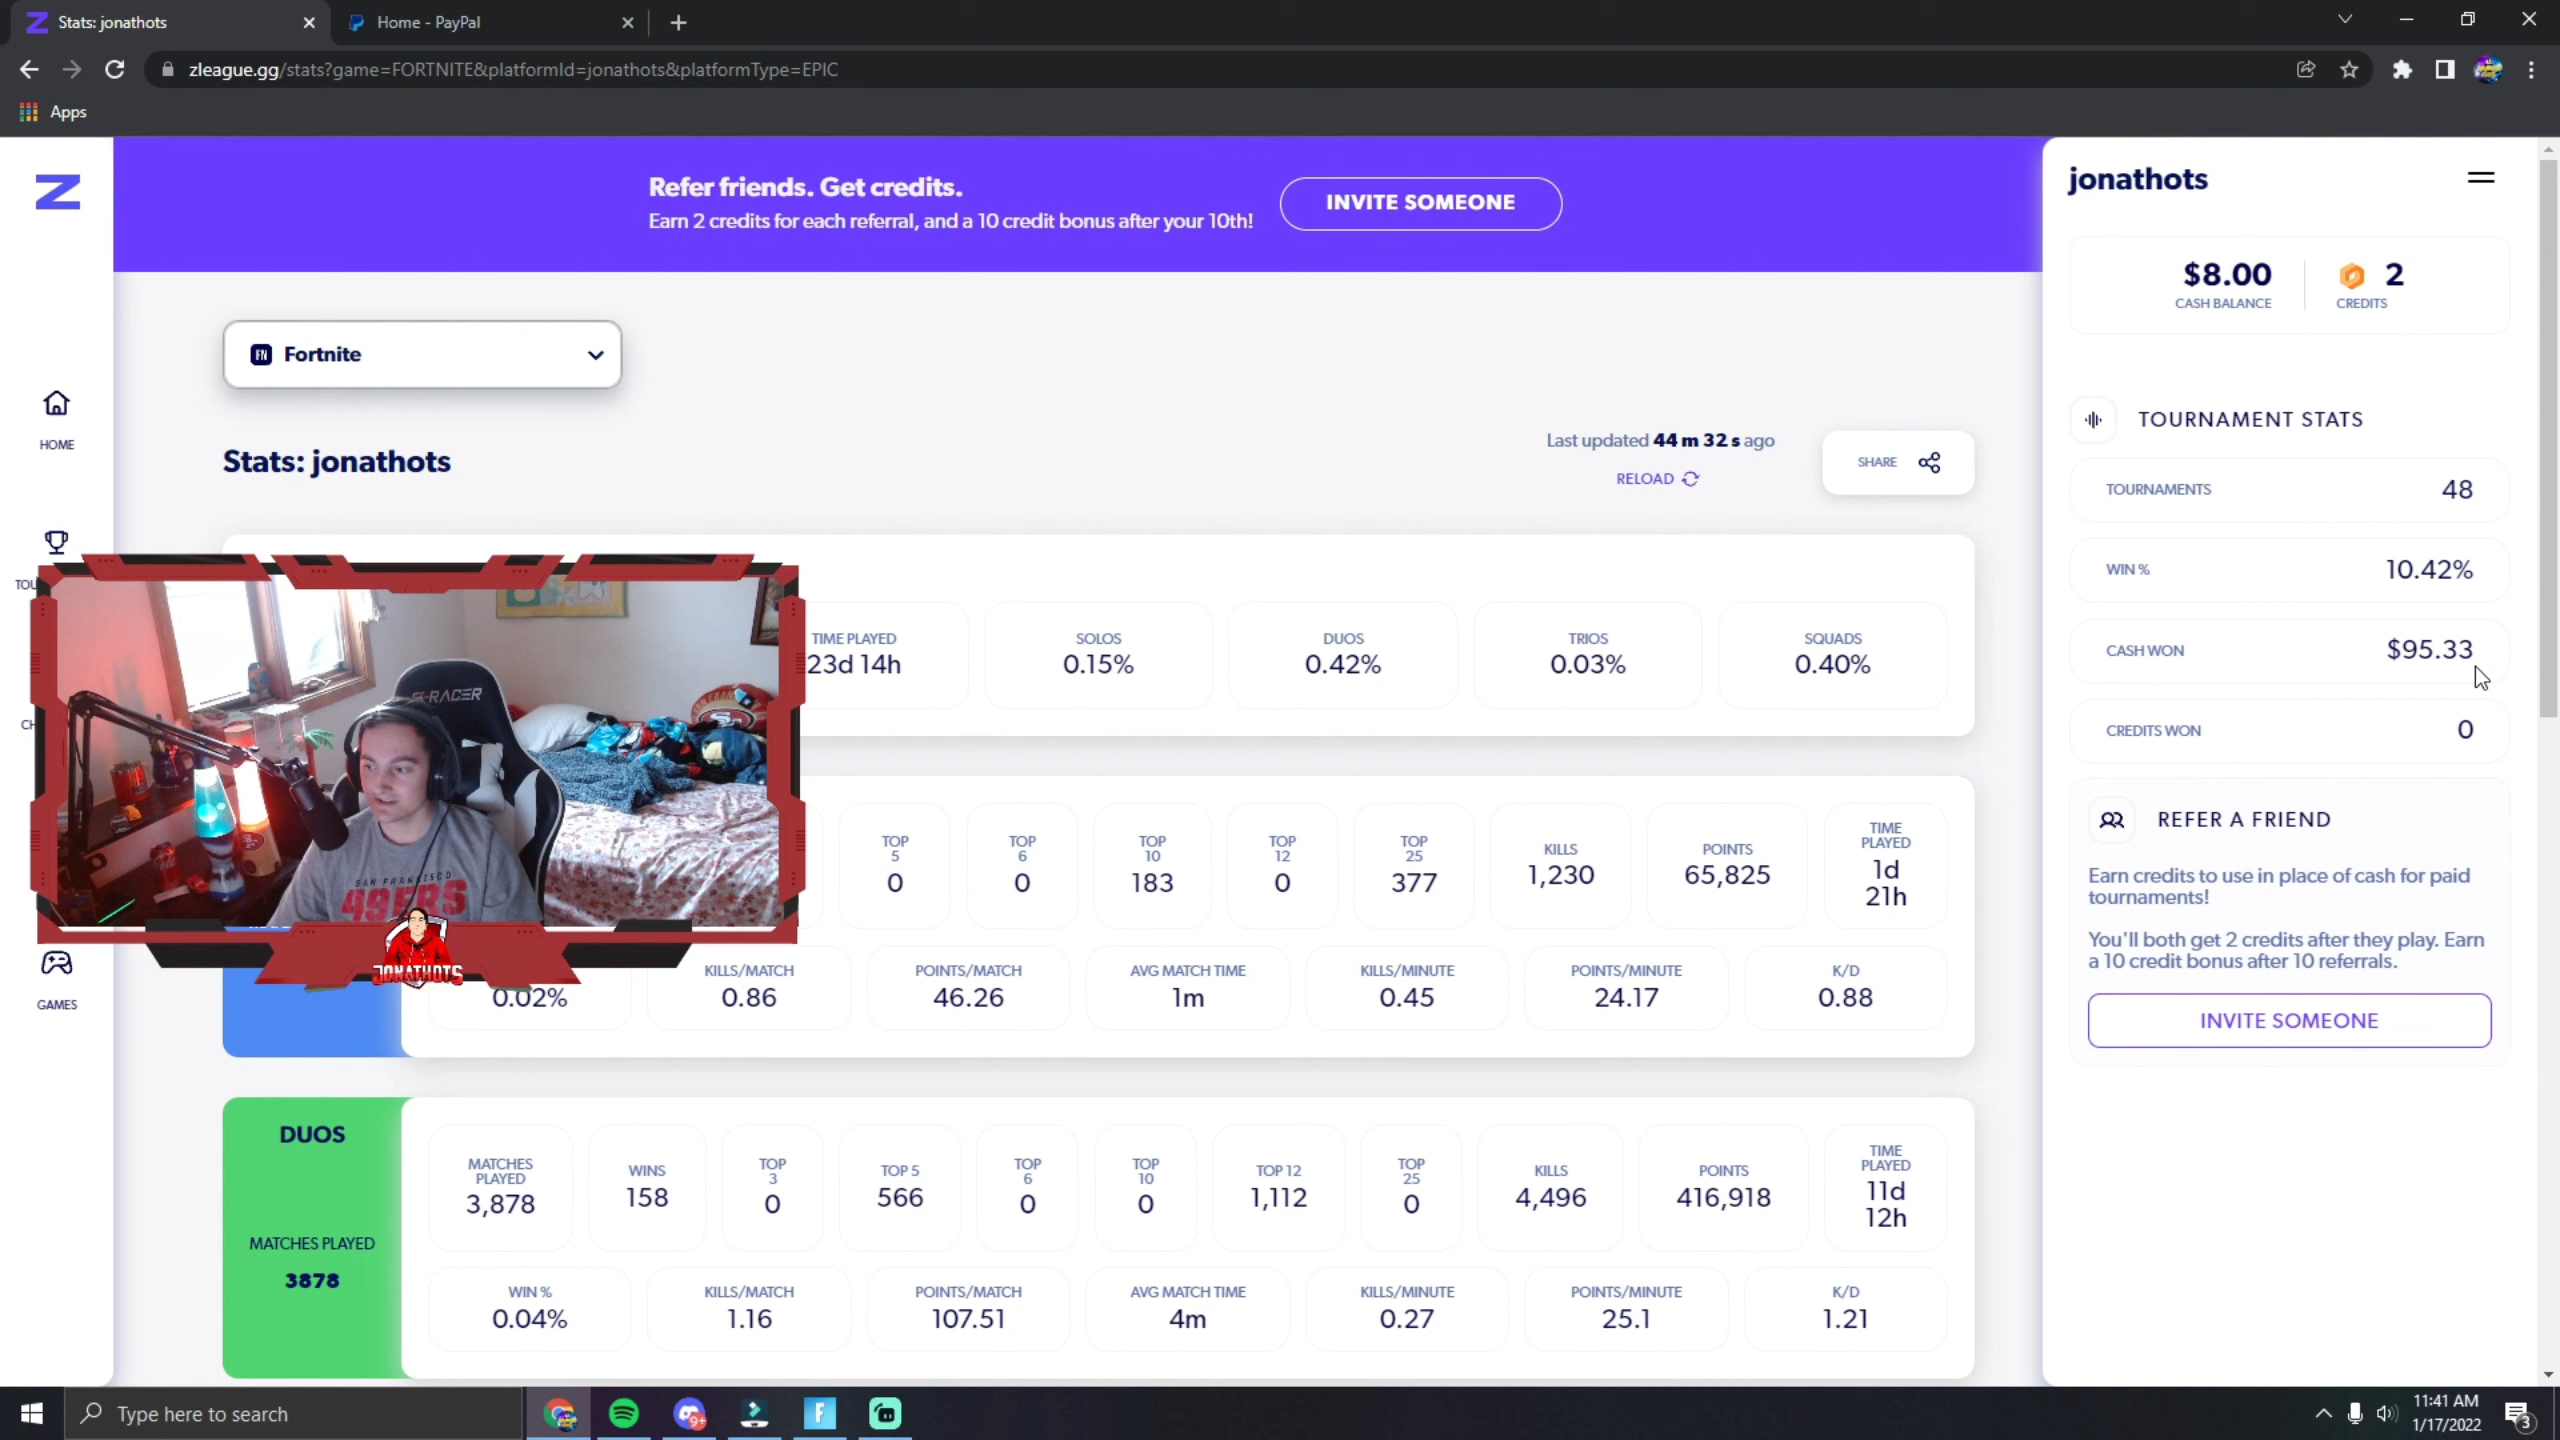 Stats: jonathots
Home - PayPal
zleague.gg/stats?game=FORTNITE&platformId=jonathots&platformType=EPIC
Apps
Z
HOME
GAMES
Refer friends. Get credits.
Earn 2 credits for each referral, and a 10 credit bonus after your 10th!
INVITE SOMEONE
FN Fortnite
Stats: jonathots
Last updated 44 m 32 s ago
RELOAD
SHARE
TIME PLAYED
23d 14h
SOLOS
0.15%
DUOS
0.42%
TRIOS
0.03%
SQUADS
0.40%
TOP 5
0
TOP 6
0
TOP 10
183
TOP 12
0
TOP 25
377
KILLS
1,230
POINTS
65,825
TIME PLAYED
1d 21h
0.02%
KILLS/MATCH
0.86
POINTS/MATCH
46.26
AVG MATCH TIME
1m
KILLS/MINUTE
0.45
POINTS/MINUTE
24.17
K/D
0.88
DUOS
MATCHES PLAYED
3878
MATCHES PLAYED
3,878
WINS
158
TOP 3
0
TOP 5
566
TOP 6
0
TOP 10
0
TOP 12
1,112
TOP 25
0
KILLS
4,496
POINTS
416,918
TIME PLAYED
11d 12h
WIN %
0.04%
KILLS/MATCH
1.16
POINTS/MATCH
107.51
AVG MATCH TIME
4m
KILLS/MINUTE
0.27
POINTS/MINUTE
25.1
K/D
1.21
jonathots
$8.00
CASH BALANCE
2
CREDITS
TOURNAMENT STATS
TOURNAMENTS 48
WIN % 10.42%
CASH WON $95.33
CREDITS WON 0
REFER A FRIEND
Earn credits to use in place of cash for paid
tournaments!
You'll both get 2 credits after they play. Earn
a 10 credit bonus after 10 referrals.
INVITE SOMEONE
SAN FRANCISCO
49ERS
JONATHOTS
Type here to search
9+
F
11:41 AM
1/17/2022
3